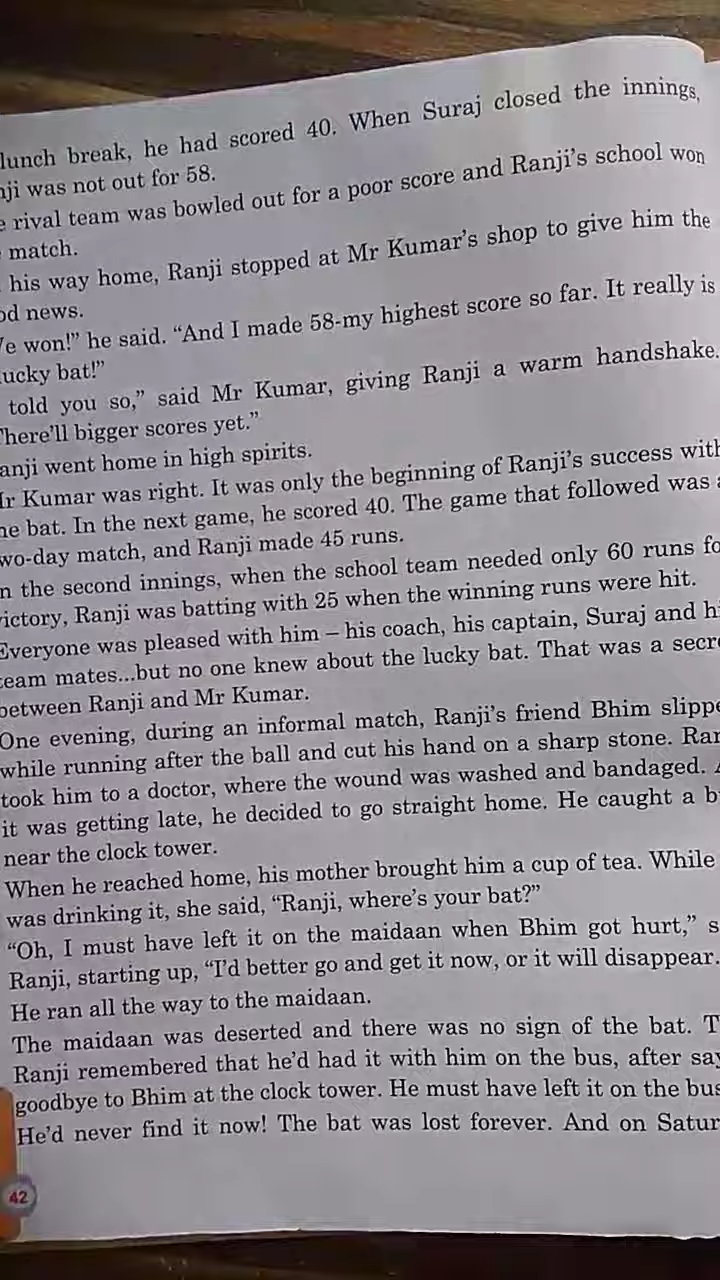 lunch break, he had scored 40. When Suraj closed the innings,
nji was not out for 58.
e rival team was bowled out for a poor score and Ranji's school won
match.
his way home, Ranji stopped at Mr Kumar's shop to give him the
od news.
e won!" he said. "And I made 58-my highest score so far. It really is
ucky bat!"
told you so," said Mr Kumar, giving Ranji a warm handshake.
There'll bigger scores yet."
anji went home in high spirits.
Mr Kumar was right. It was only the beginning of Ranji's success with
he bat. In the next game, he scored 40. The game that followed was a
wo-day match, and Ranji made 45 runs.
n the second innings, when the school team needed only 60 runs fo
victory, Ranji was batting with 25 when the winning runs were hit.
Everyone was pleased with him – his coach, his captain, Suraj and hi
team mates...but no one knew about the lucky bat. That was a secre
between Ranji and Mr Kumar.
One evening, during an informal match, Ranji's friend Bhim slippe
while running after the ball and cut his hand on a sharp stone. Ran
took him to a doctor, where the wound was washed and bandaged. A
it was getting late, he decided to go straight home. He caught a b
near the clock tower.
When he reached home, his mother brought him a cup of tea. While
was drinking it, she said, "Ranji, where's your bat?"
"Oh, I must have left it on the maidaan when Bhim got hurt," s
Ranji, starting up, "I'd better go and get it now, or it will disappear.
He ran all the way to the maidaan.
The maidaan was deserted and there was no sign of the bat. T
Ranji remembered that he'd had it with him on the bus, after say
goodbye to Bhim at the clock tower. He must have left it on the bus
He'd never find it now! The bat was lost forever. And on Satur
42